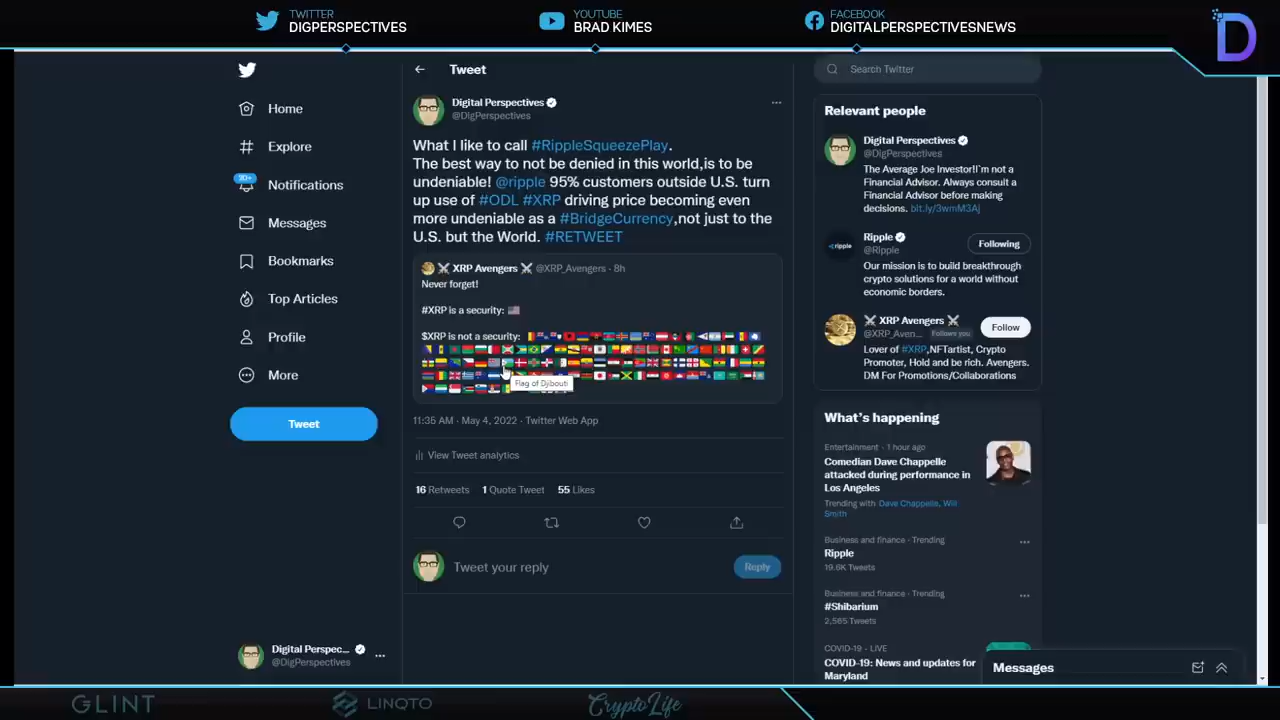 TWITTER
DIGPERSPECTIVES
YOUTUBE
BRAD KIMES
FACEBOOK
DIGITALPERSPECTIVESNEWS
Home
Explore
Notifications
Messages
Bookmarks
Top Articles
Profile
More
Tweet
Digital Perspec...
@DigPerspectives
Tweet
Digital Perspectives
@DigPerspectives
What I like to call #RippleSqueezePlay.
The best way to not be denied in this world,is to be
undeniable! @ripple 95% customers outside U.S. turn
up use of #ODL #XRP driving price becoming even
more undeniable as a #BridgeCurrency,not just to the
U.S. but the World. #RETWEET
XRP Avengers @XRP_Avengers · 8h
Never forget!
#XRP is a security:
$XRP is not a security:
Flag of Djibouti
11:35 AM · May 4, 2022 · Twitter Web App
View Tweet analytics
16 Retweets 1 Quote Tweet 55 Likes
Tweet your reply
Reply
Search Twitter
Relevant people
Digital Perspectives
@DigPerspectives
The Average Joe Investor!I'm not a
Financial Advisor. Always consult a
Financial Advisor before making
decisions. bit.ly/3wmM3Aj
Ripple
@Ripple
Following
Our mission is to build breakthrough
crypto solutions for a world without
economic borders.
XRP Avengers
@XRP_Aven... Follows you
Follow
Lover of #XRP,NFTartist, Crypto
Promoter, Hold and be rich. Avengers
DM For Promotions/Collaborations
What's happening
Entertainment · 1 hour ago
Comedian Dave Chappelle
attacked during performance in
Los Angeles
Trending with Dave Chappelle, Will
Smith
Business and finance · Trending
Ripple
19.6K Tweets
Business and finance · Trending
#Shibarium
2,565 Tweets
COVID-19 · LIVE
COVID-19: News and updates for
Maryland
Messages
GLINT
LINQTO
CryptoLife